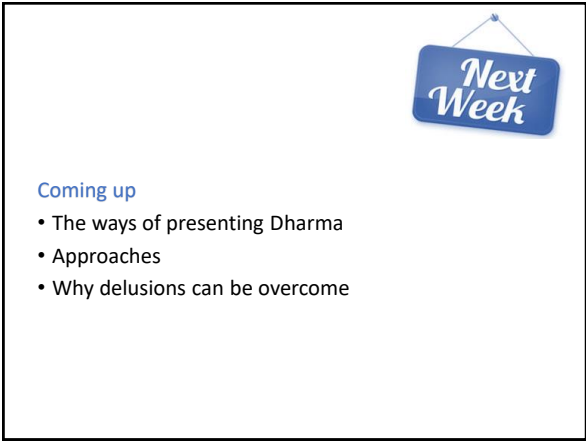 Next
Week
Coming up
• The ways of presenting Dharma
• Approaches
• Why delusions can be overcome